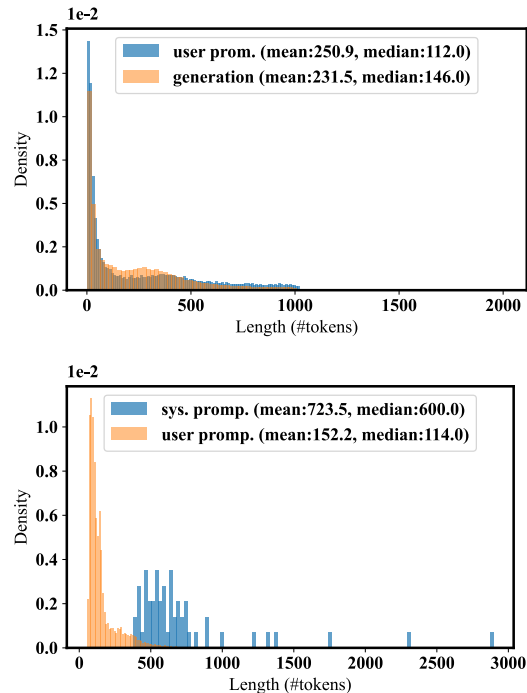 1e-2
user prom. (mean:250.9, median:112.0)
generation (mean:231.5, median:146.0)
1.5
1.2
1.0
0.8
0.5
0.2
0.0
Density
0 500 1000 1500 2000
Length (#tokens)
1e-2
sys. promp. (mean:723.5, median:600.0)
user promp. (mean:152.2, median:114.0)
1.0
0.8
0.6
0.4
0.2
0.0
Density
0 500 1000 1500 2000 2500 3000
Length (#tokens)